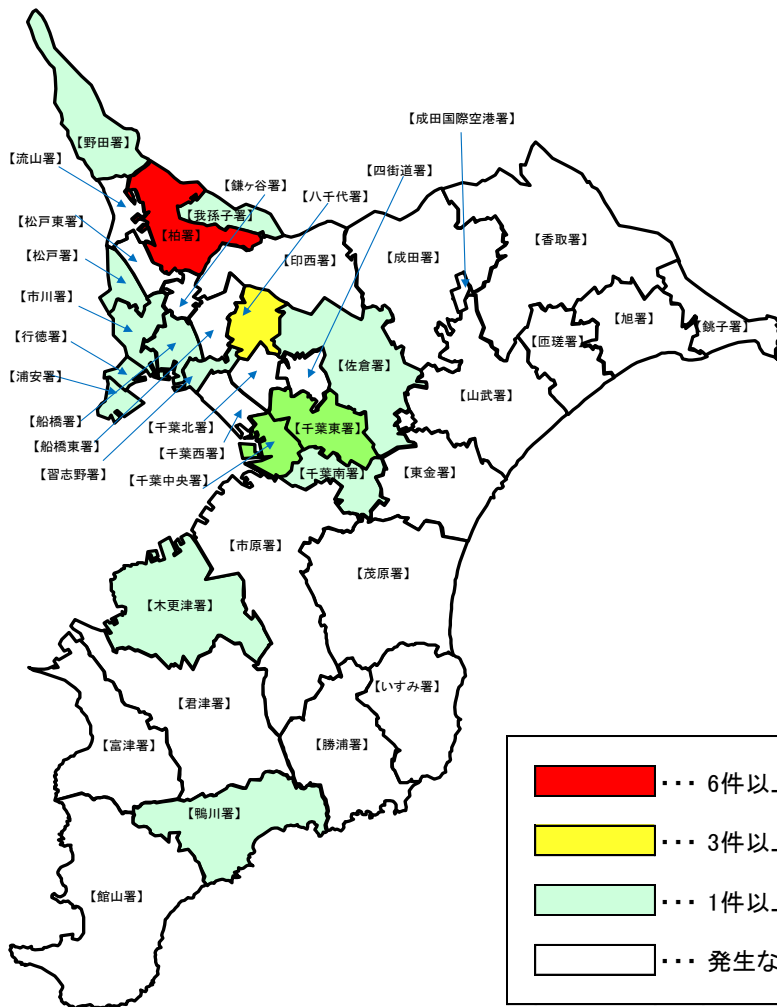 【成田国際空港署】
【野田署】
【流山署】
【鎌ヶ谷署】
【四街道署】
【八千代署】
【我孫子署】
【松戸東署】
【柏署】
【香取署】
【松戸署】
【印西署】
【成田署】
【市川署】
【旭署】
【銚子署】
【匝瑳署】
【行徳署】
【佐倉署】
【浦安署】
【山武署】
【船橋署】
【千葉北署】
【千葉東署】
【船橋東署】
【千葉西署】
【習志野署】
【千葉中央署】
【千葉南署】
【東金署】
【市原署】
【茂原署】
【木更津署】
【いすみ署】
【君津署】
【富津署】
【勝浦署】
【鴨川署】
【館山署】
・・・ 6件以上
・・・ 3件以上
・・・ 1件以上
・・・ 発生な